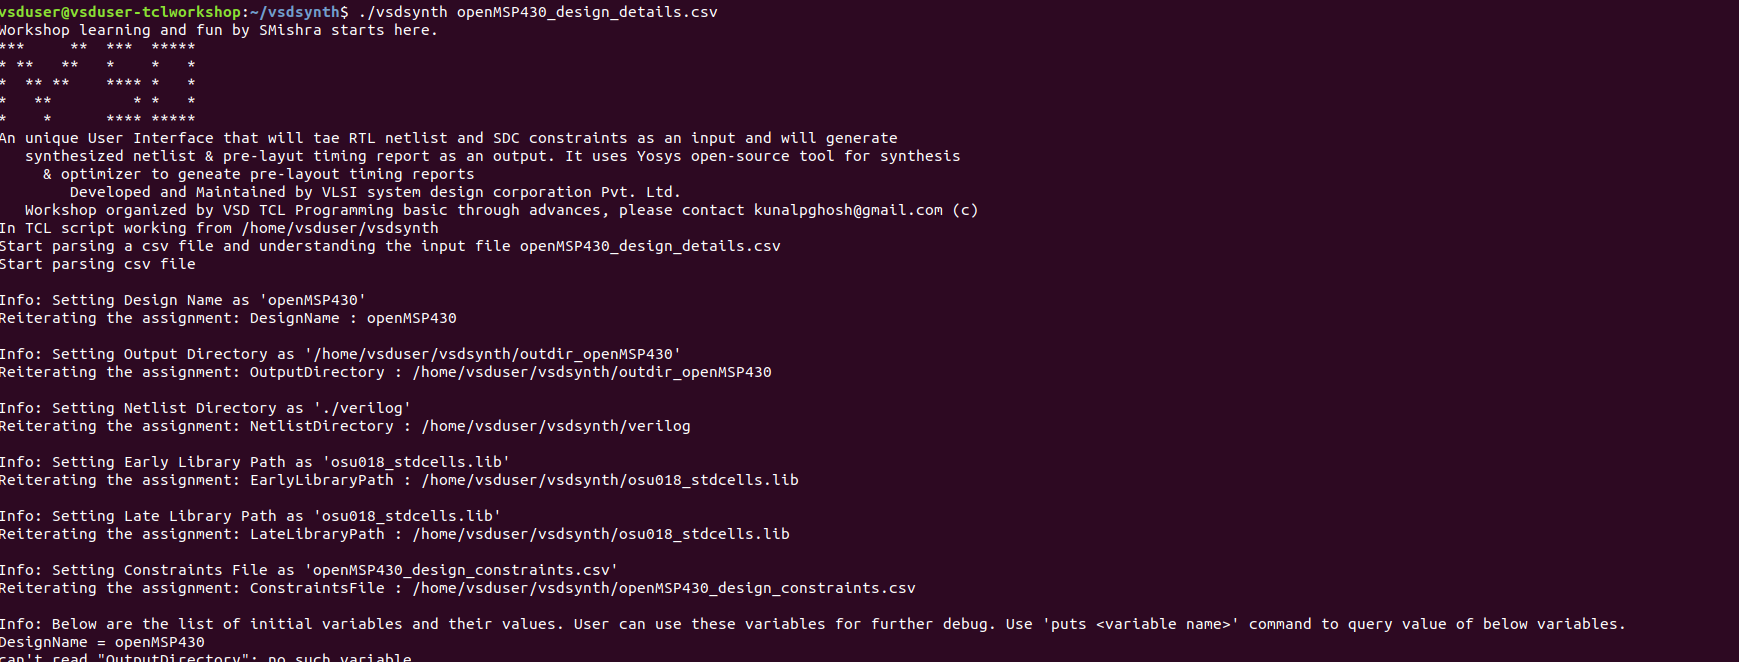 vsduser@vsduser-tclworkshop:~/vsdsynth$ ./vsdsynth openMSP430_design_details.csv
Workshop learning and fun by SMishra starts here.
***     **  ***  *****
* **   **   *    *   *
*  ** **    **** *   *
*   **         * *   *
*    *      **** *****
An unique User Interface that will tae RTL netlist and SDC constraints as an input and will generate
   synthesized netlist & pre-layut timing report as an output. It uses Yosys open-source tool for synthesis
     & optimizer to geneate pre-layout timing reports
        Developed and Maintained by VLSI system design corporation Pvt. Ltd.
   Workshop organized by VSD TCL Programming basic through advances, please contact kunalpghosh@gmail.com (c)
In TCL script working from /home/vsduser/vsdsynth
Start parsing a csv file and understanding the input file openMSP430_design_details.csv
Start parsing csv file
Info: Setting Design Name as 'openMSP430'
Reiterating the assignment: DesignName : openMSP430
Info: Setting Output Directory as '/home/vsduser/vsdsynth/outdir_openMSP430'
Reiterating the assignment: OutputDirectory : /home/vsduser/vsdsynth/outdir_openMSP430
Info: Setting Netlist Directory as './verilog'
Reiterating the assignment: NetlistDirectory : /home/vsduser/vsdsynth/verilog
Info: Setting Early Library Path as 'osu018_stdcells.lib'
Reiterating the assignment: EarlyLibraryPath : /home/vsduser/vsdsynth/osu018_stdcells.lib
Info: Setting Late Library Path as 'osu018_stdcells.lib'
Reiterating the assignment: LateLibraryPath : /home/vsduser/vsdsynth/osu018_stdcells.lib
Info: Setting Constraints File as 'openMSP430_design_constraints.csv'
Reiterating the assignment: ConstraintsFile : /home/vsduser/vsdsynth/openMSP430_design_constraints.csv
Info: Below are the list of initial variables and their values. User can use these variables for further debug. Use 'puts <variable name>' command to query value of below variables.
DesignName = openMSP430
can't read "OutputDirectory": no such variable